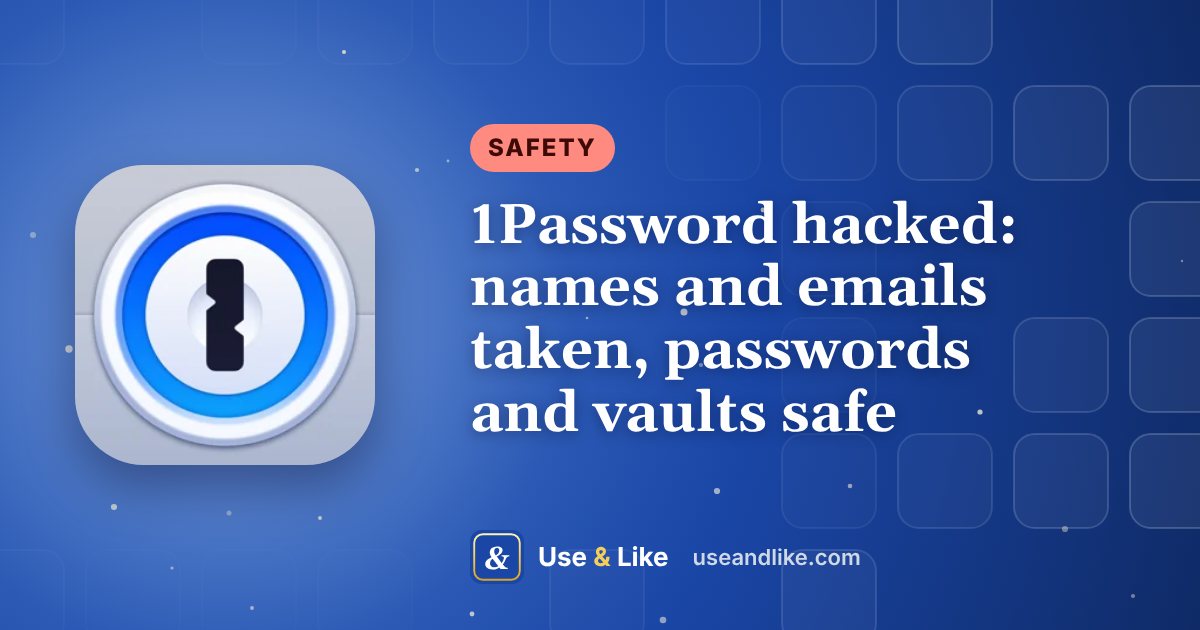 SAFETY
1Password hacked:
names and emails
taken, passwords
and vaults safe
& Use & Like useandlike.com